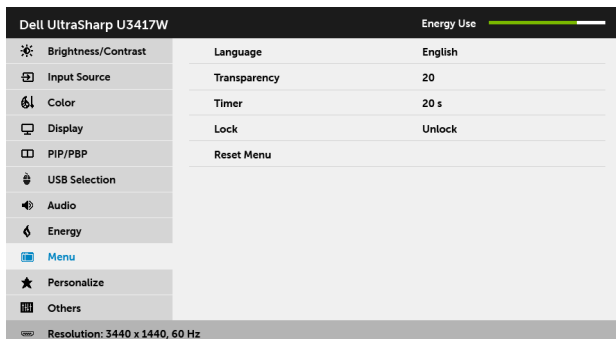 Dell UltraSharp U3417W
Energy Use
Brightness/Contrast
Input Source
Color
Display
PIP/PBP
USB Selection
Audio
Energy
Menu
Personalize
Others
Language English
Transparency 20
Timer 20 s
Lock Unlock
Reset Menu
Resolution: 3440 x 1440, 60 Hz